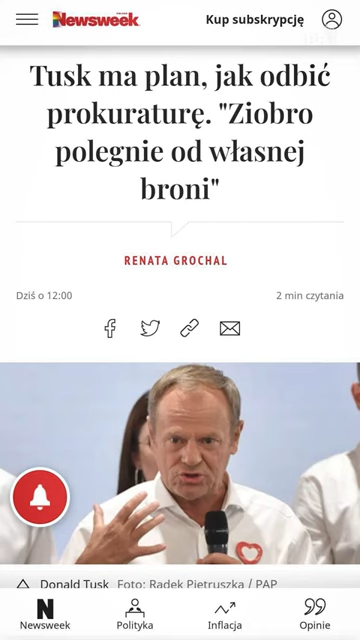 Newsweek
Kup subskrypcję
Tusk ma plan, jak odbić
prokuraturę. "Ziobro
polegnie od własnej
broni"
RENATA GROCHAL
Dziś o 12:00
2 min czytania
Donald Tusk Foto: Radek Pietruszka / PAP
N
Newsweek
Polityka
Inflacja
Opinie